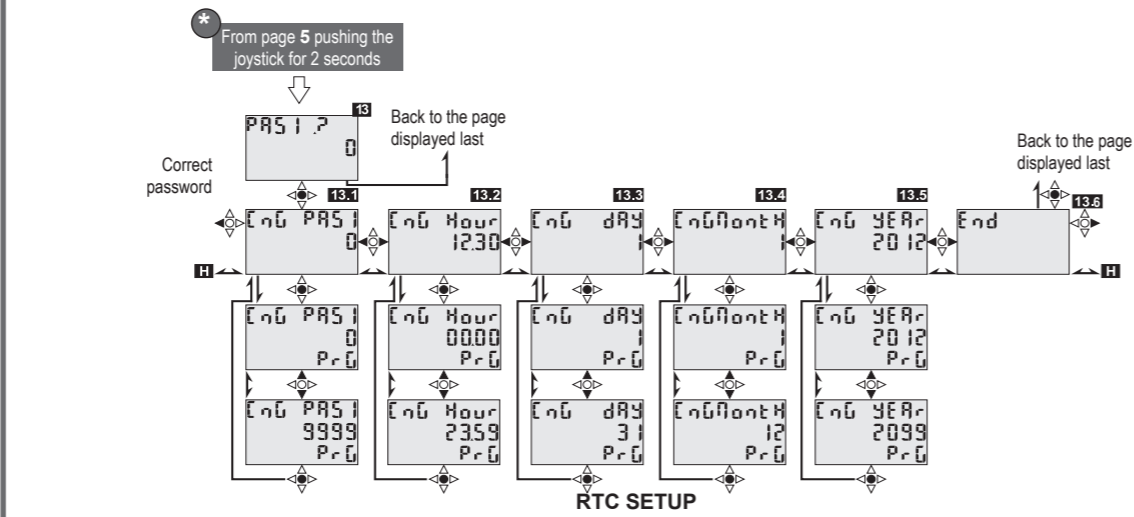 *
From page 5 pushing the
joystick for 2 seconds
13
PAS1 .?
0
Back to the page
displayed last
Correct
password
Back to the page
displayed last
13.1
CnG PAS1
0
13.2
CnG Hour
12.30
13.3
CnG dAY
1
13.4
CnGMontH
1
13.5
CnG YEAr
2012
13.6
End
H
H
CnG PAS1
0
PrG
CnG Hour
00.00
PrG
CnG dAY
1
PrG
CnGMontH
1
PrG
CnG YEAr
2012
PrG
CnG PAS1
9999
PrG
CnG Hour
23.59
PrG
CnG dAY
31
PrG
CnGMontH
12
PrG
CnG YEAr
2099
PrG
RTC SETUP